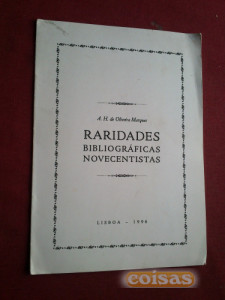 A. H. de Oliveira Marques
RARIDADES
BIBLIOGRÁFICAS
NOVECENTISTAS
LISBOA – 1996
coisas